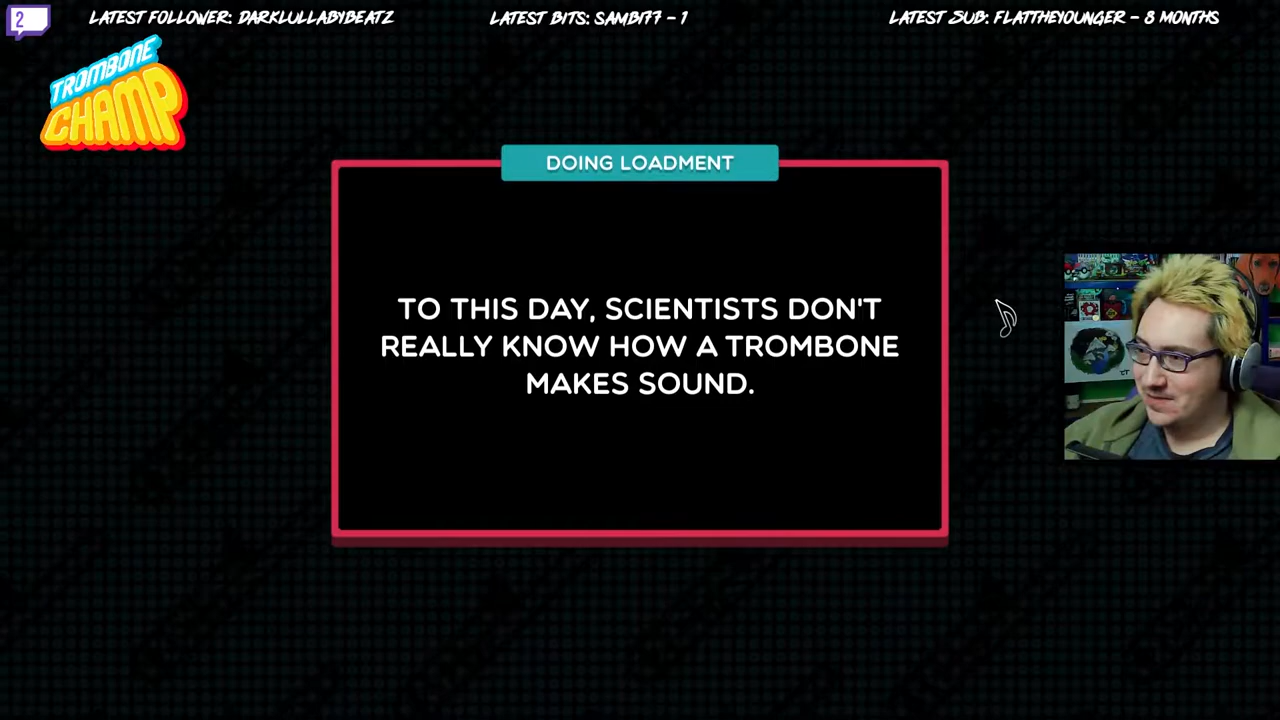 2
LATEST FOLLOWER: DARKLULLABYBEATZ
LATEST BITS: SAMBI77 - 1
LATEST SUB: FLATTHEYOUNGER - 8 MONTHS
TROMBONE
CHAMP
DOING LOADMENT
TO THIS DAY, SCIENTISTS DON'T
REALLY KNOW HOW A TROMBONE
MAKES SOUND.